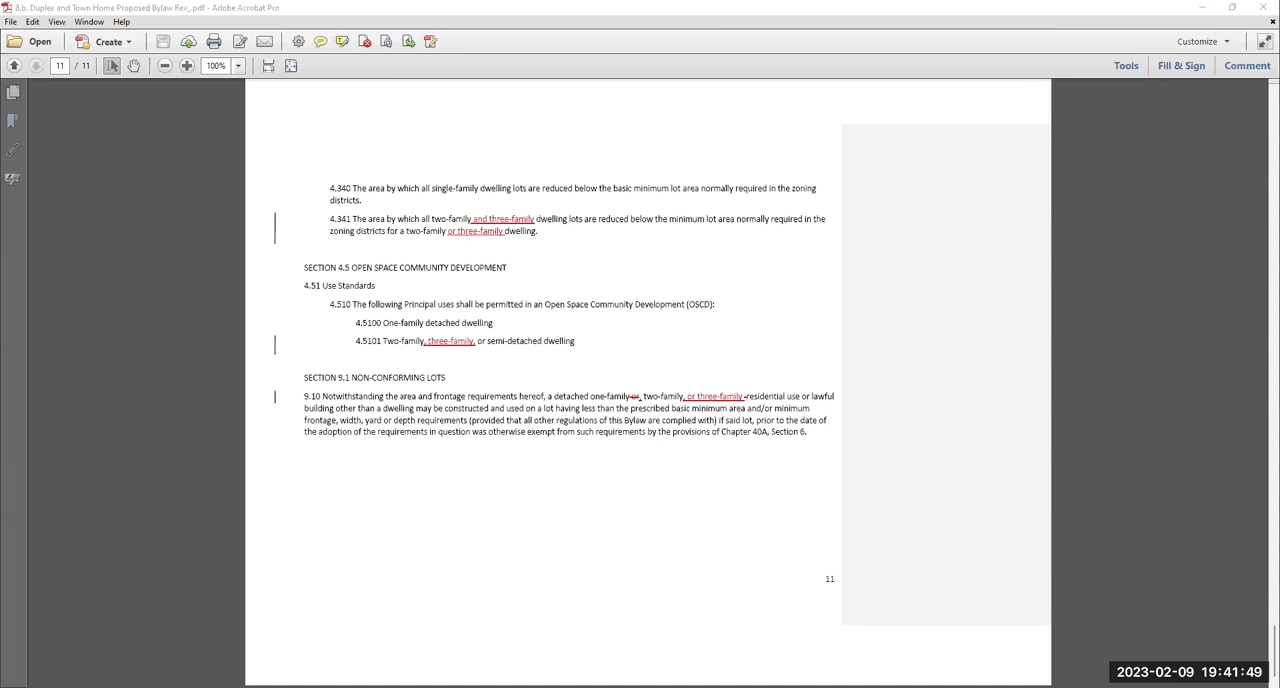 8.b. Duplex and Town Home Proposed Bylaw Rev_.pdf - Adobe Acrobat Pro
File Edit View Window Help
Open Create Customize
11 / 11 100% Tools Fill & Sign Comment
4.340 The area by which all single-family dwelling lots are reduced below the basic minimum lot area normally required in the zoning
districts.
4.341 The area by which all two-family and three-family dwelling lots are reduced below the minimum lot area normally required in the
zoning districts for a two-family or three-family dwelling.
SECTION 4.5 OPEN SPACE COMMUNITY DEVELOPMENT
4.51 Use Standards
4.510 The following Principal uses shall be permitted in an Open Space Community Development (OSCD):
4.5100 One-family detached dwelling
4.5101 Two-family, three-family, or semi-detached dwelling
SECTION 9.1 NON-CONFORMING LOTS
9.10 Notwithstanding the area and frontage requirements hereof, a detached one-family or, two-family, or three-family -residential use or lawful
building other than a dwelling may be constructed and used on a lot having less than the prescribed basic minimum area and/or minimum
frontage, width, yard or depth requirements (provided that all other regulations of this Bylaw are complied with) if said lot, prior to the date of
the adoption of the requirements in question was otherwise exempt from such requirements by the provisions of Chapter 40A, Section 6.
11
2023-02-09 19:41:49